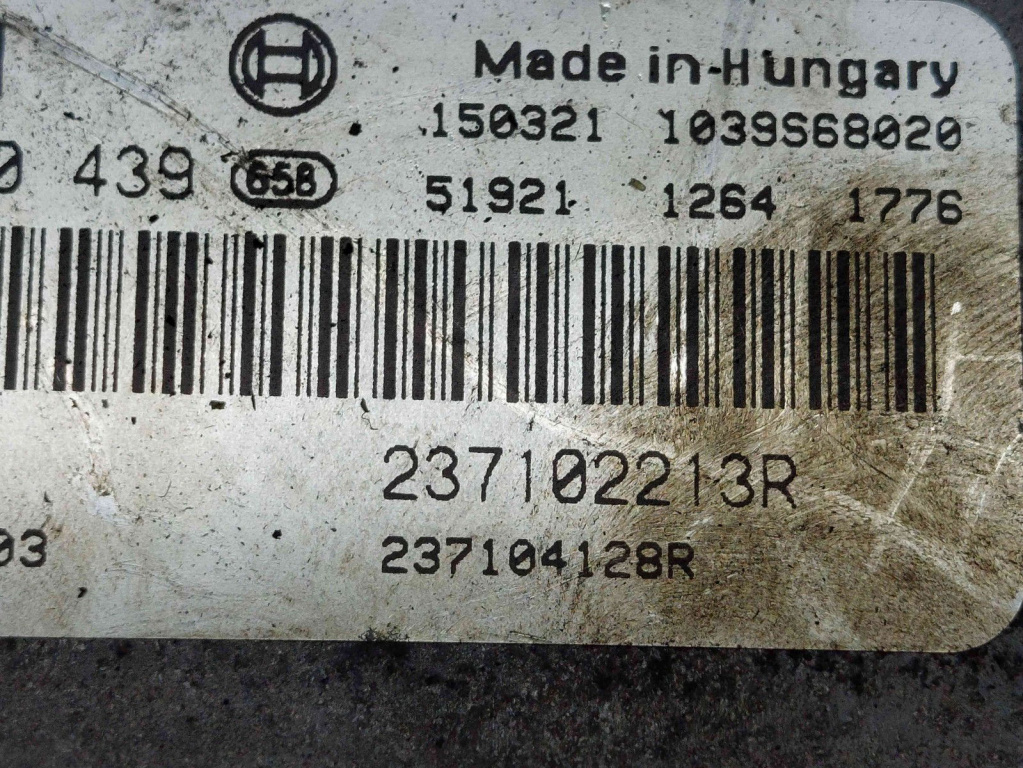 Made in Hungary
150321 1039S68020
0 439 658
51921 1264 1776
237102213R
03
237104128R